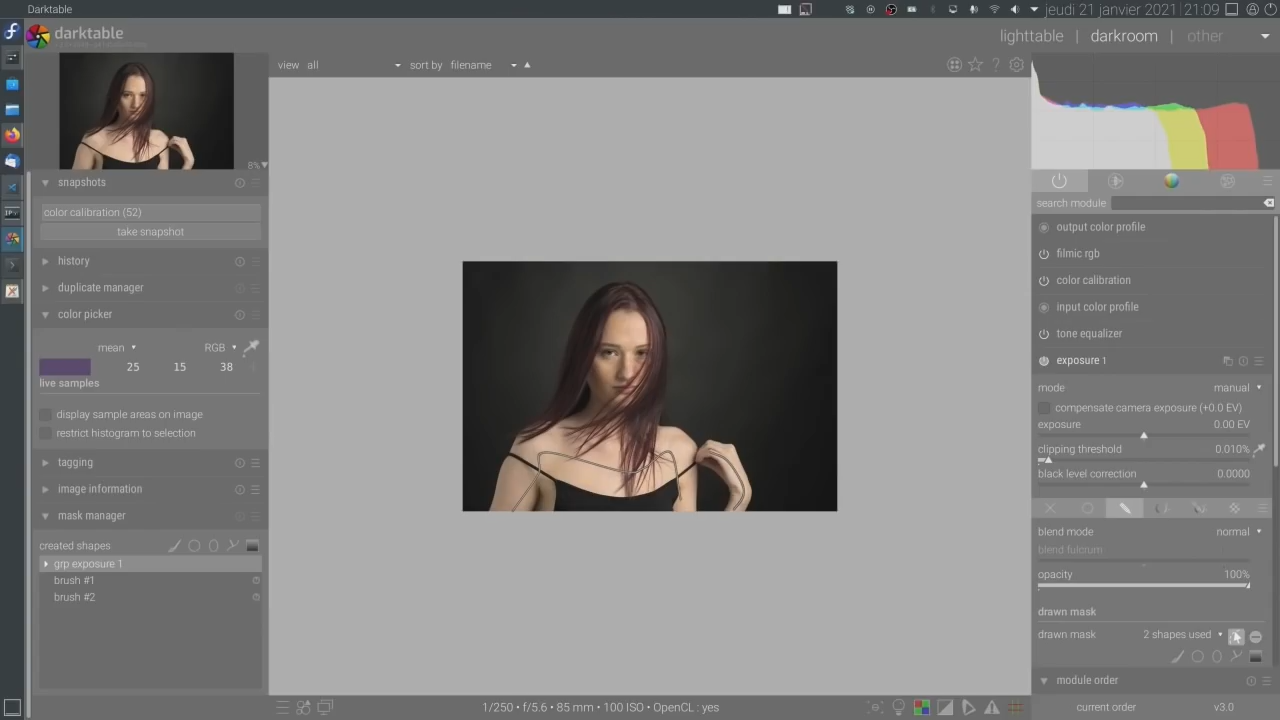 Darktable
jeudi 21 janvier 2021 | 21:09
darktable
lighttable | darkroom | other
view all
sort by filename
8%
snapshots
color calibration (52)
take snapshot
history
duplicate manager
color picker
mean
RGB
25 15 38
live samples
display sample areas on image
restrict histogram to selection
tagging
image information
mask manager
created shapes
grp exposure 1
brush #1
brush #2
1/250 • f/5.6 • 85 mm • 100 ISO • OpenCL : yes
search module
output color profile
filmic rgb
color calibration
input color profile
tone equalizer
exposure 1
mode manual
compensate camera exposure (+0.0 EV)
exposure 0.00 EV
clipping threshold 0.010%
black level correction 0.0000
blend mode normal
blend fulcrum
opacity 100%
drawn mask
drawn mask 2 shapes used
module order
current order v3.0